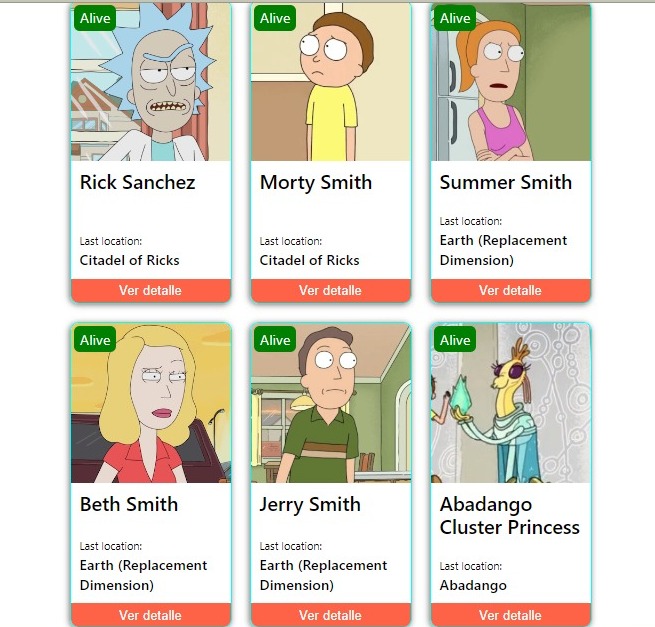 Alive
Rick Sanchez
Last location:
Citadel of Ricks
Ver detalle
Alive
Morty Smith
Last location:
Citadel of Ricks
Ver detalle
Alive
Summer Smith
Last location:
Earth (Replacement
Dimension)
Ver detalle
Alive
Beth Smith
Last location:
Earth (Replacement
Dimension)
Ver detalle
Alive
Jerry Smith
Last location:
Earth (Replacement
Dimension)
Ver detalle
Alive
Abadango
Cluster Princess
Last location:
Abadango
Ver detalle